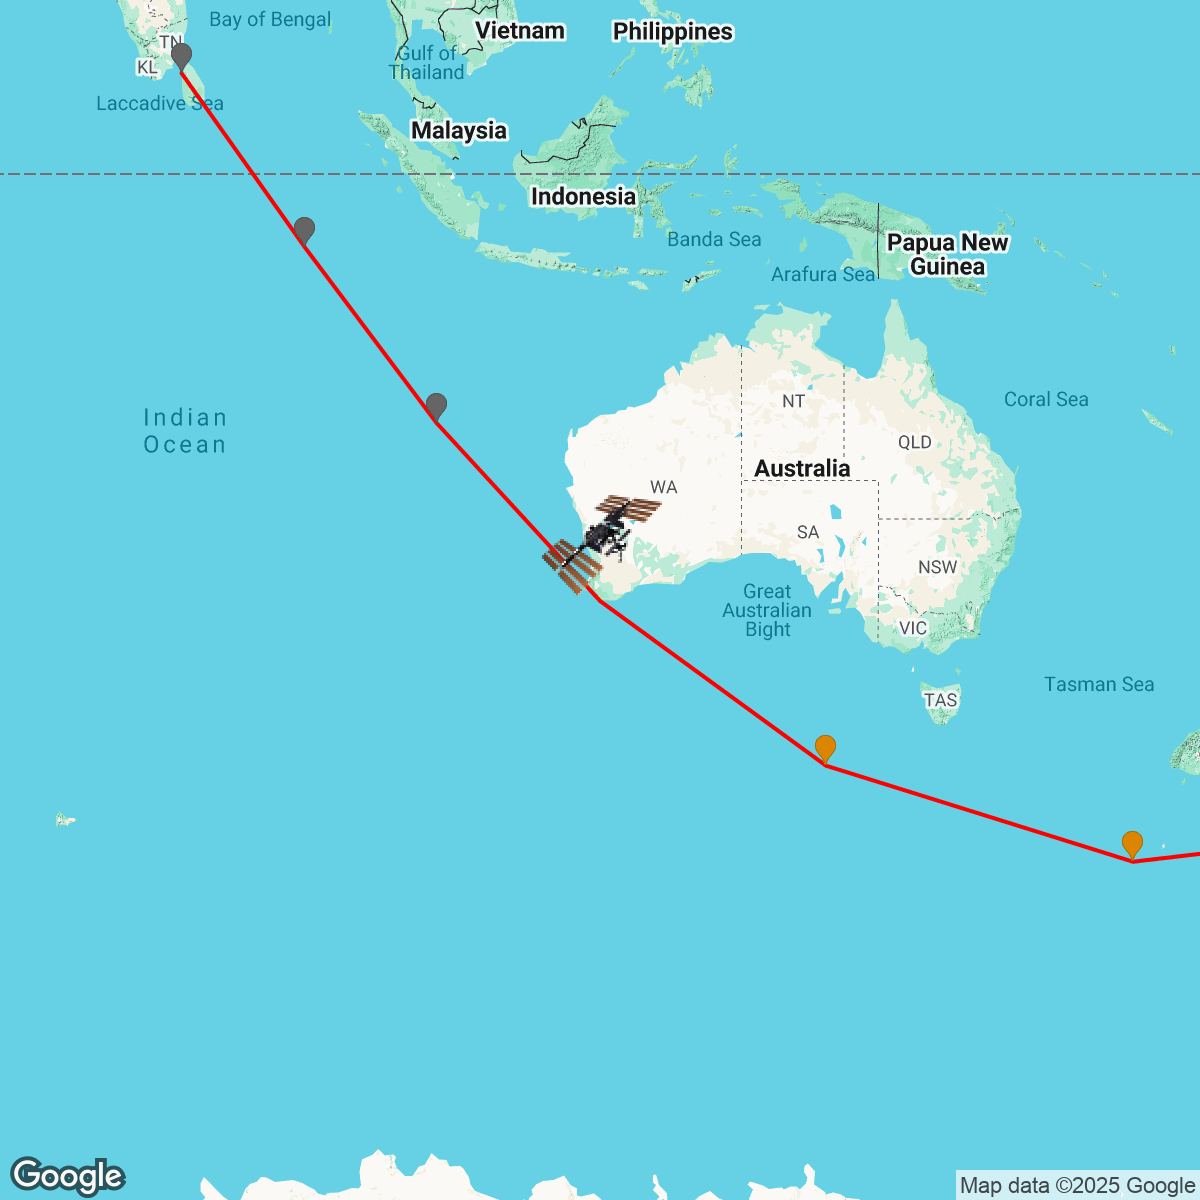 Bay of Bengal
Vietnam
Philippines
TN
KL
Gulf of
Thailand
Laccadive Sea
Malaysia
Indonesia
Banda Sea
Papua New
Guinea
Arafura Sea
Indian
Ocean
NT
Coral Sea
QLD
Australia
WA
SA
NSW
Great
Australian
Bight
VIC
Tasman Sea
TAS
Google
Map data ©2025 Google